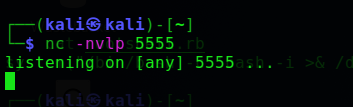 ┌──(kali㉿kali)-[~]
└─$ nc -nvlp 5555
listening on [any] 5555 ...